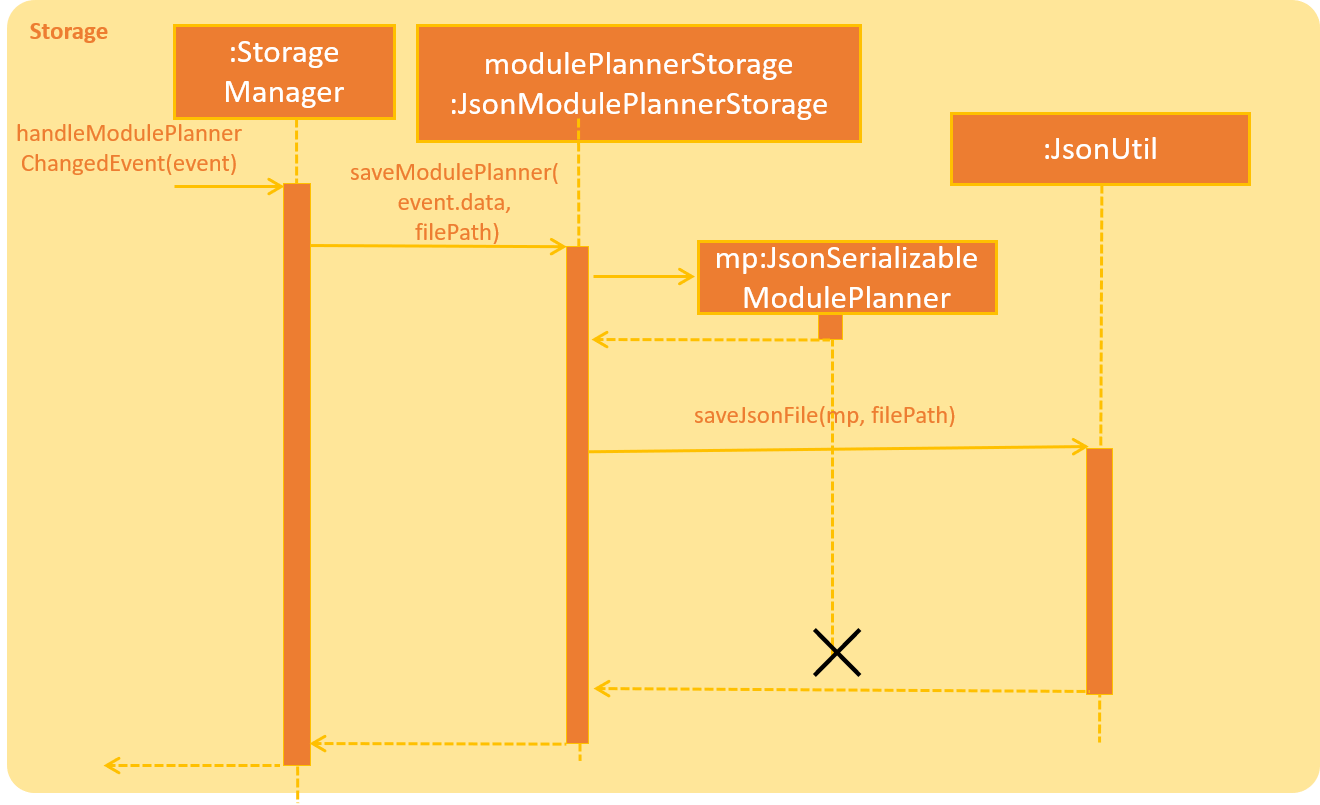 Storage
:Storage
Manager
modulePlannerStorage
:JsonModulePlannerStorage
:JsonUtil
handleModulePlanner
ChangedEvent(event)
saveModulePlanner(
event.data,
filePath)
mp:JsonSerializable
ModulePlanner
saveJsonFile(mp, filePath)